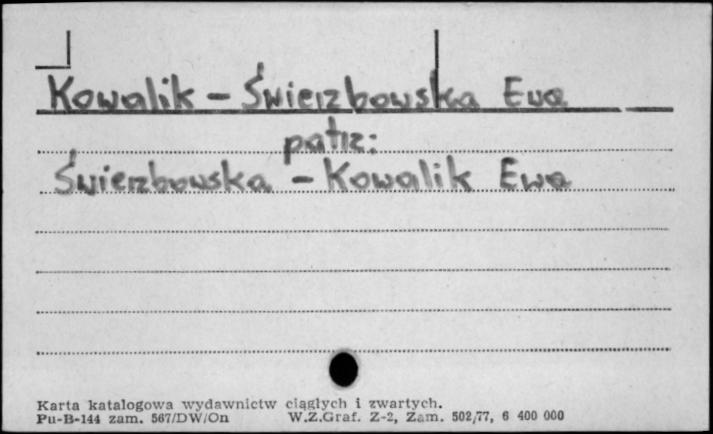 Kowalik - Świerzbowska Ewa
patrz:
Świerzbowska - Kowalik Ewa
Karta katalogowa wydawnictw ciągłych i zwartych.
Pu-B-144 zam. 567/DW/On W.Z.Graf. Z-2, Zam. 502/77, 6 400 000